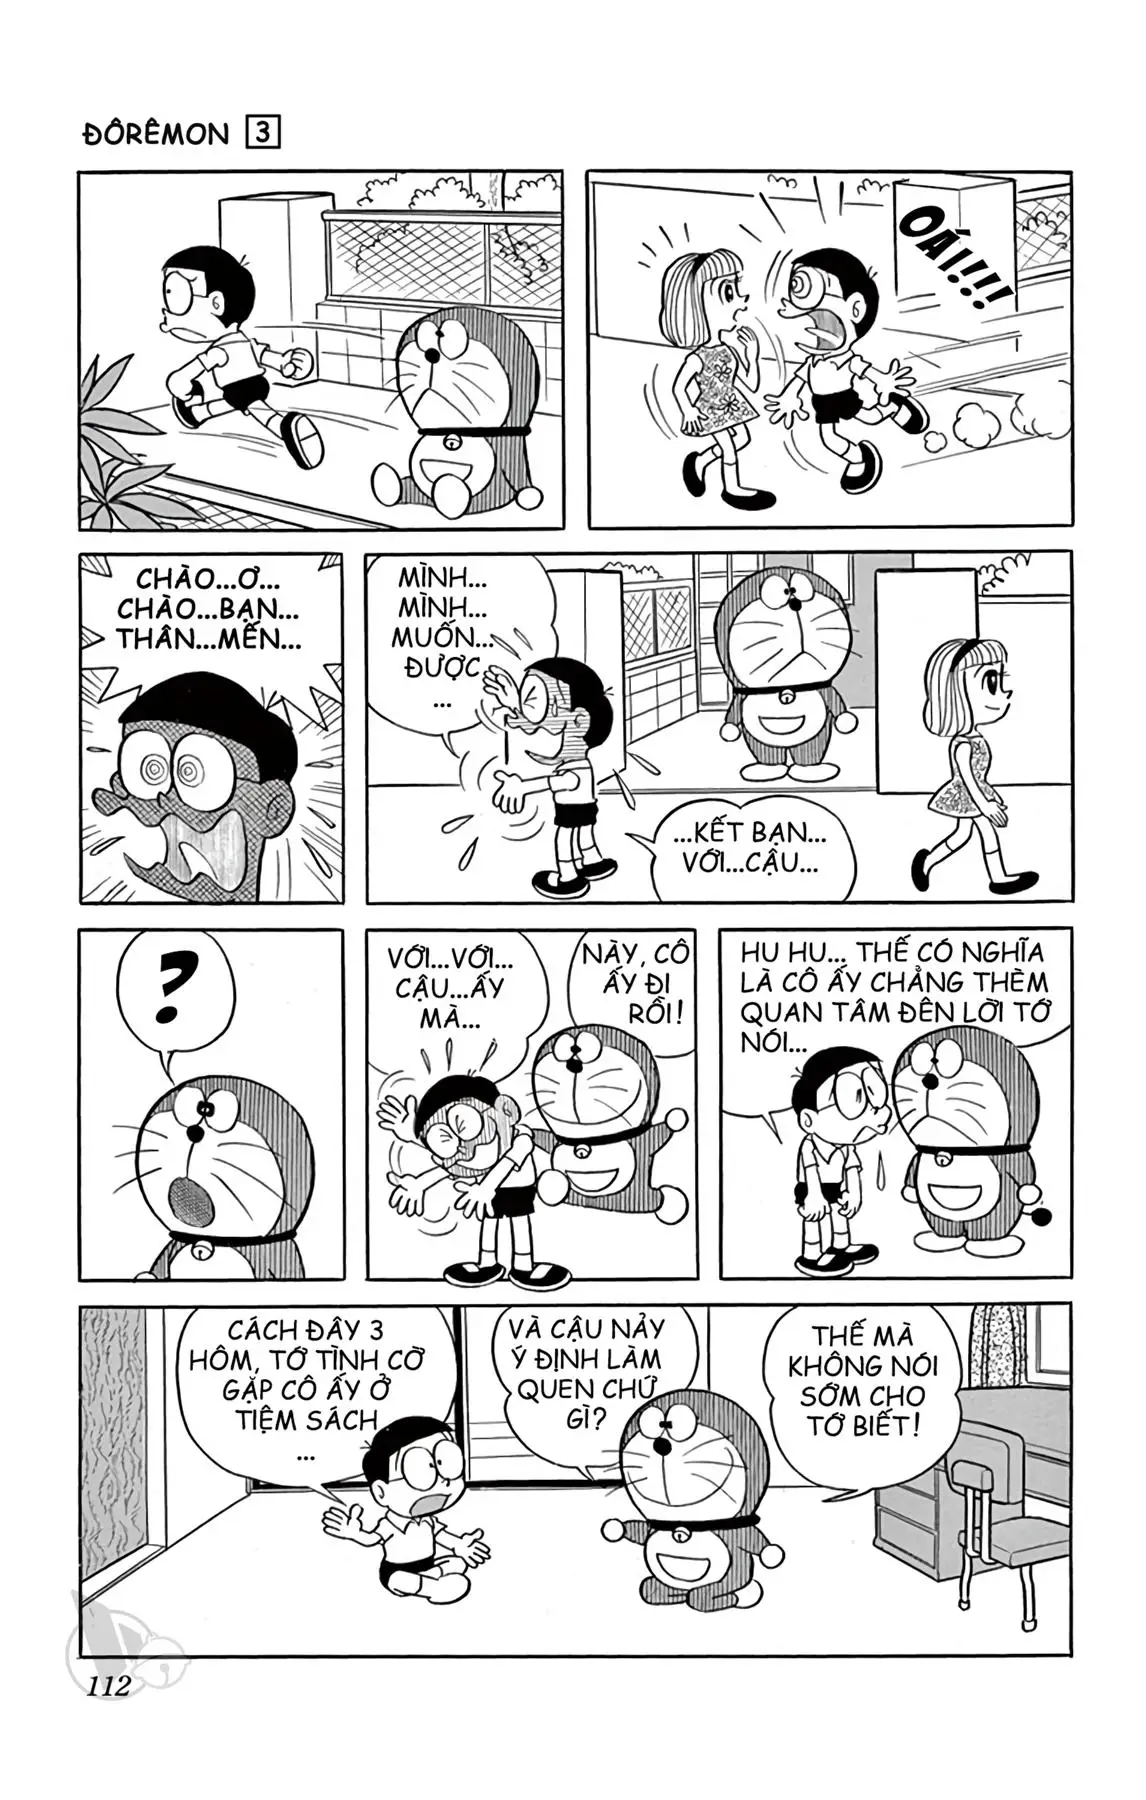 ĐÔRÊMON 3
OÁI!!!
CHÀO...Ơ...
CHÀO...BẠN...
THÂN...MẾN...
MÌNH...
MÌNH...
MUỐN...
ĐƯỢC
...
...KẾT BẠN...
VỚI...CẬU...
?
VỚI...VỚI...
CẬU...ẤY
MÀ...
NÀY, CÔ
ẤY ĐI
RỒI!
HU HU... THẾ CÓ NGHĨA
LÀ CÔ ẤY CHẲNG THÈM
QUAN TÂM ĐÊN LỜI TỚ
NÓI...
CÁCH ĐÂY 3
HÔM, TỚ TÌNH CỜ
GẶP CÔ ẤY Ở
TIỆM SÁCH
...
VÀ CẬU NẢY
Ý ĐỊNH LÀM
QUEN CHỨ
GÌ?
THẾ MÀ
KHÔNG NÓI
SỚM CHO
TỚ BIẾT!
112